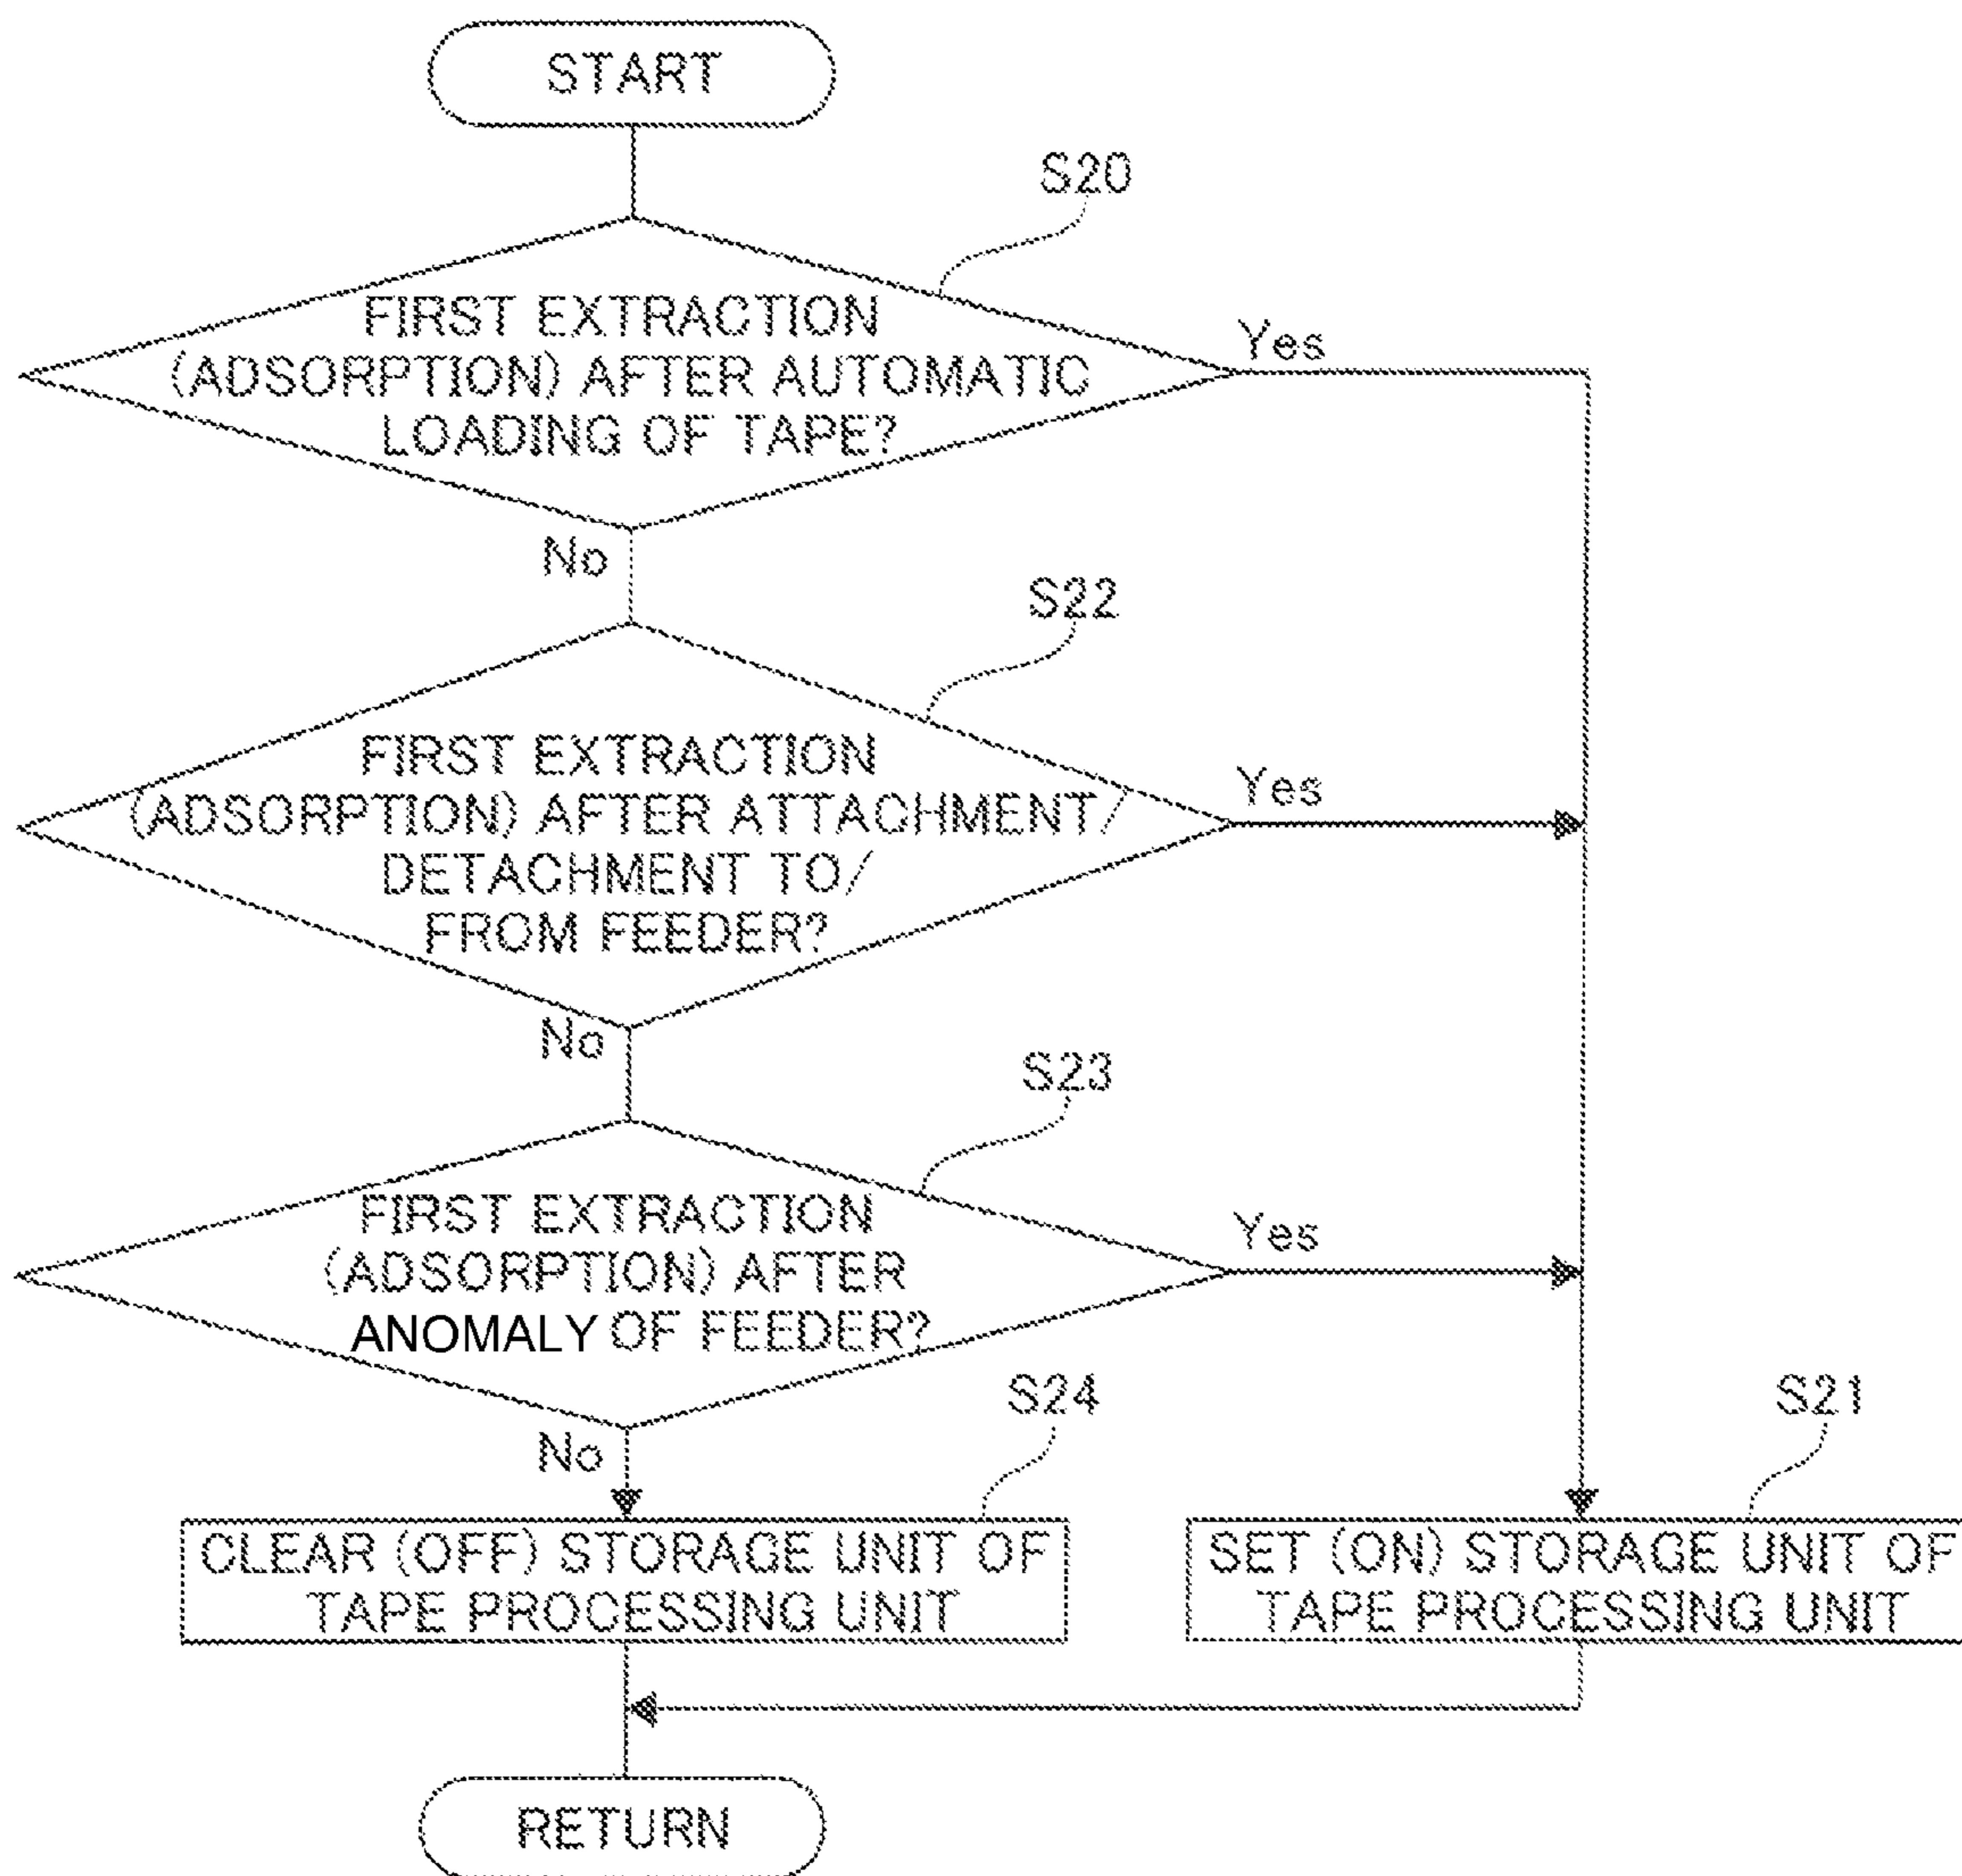 START
S20
FIRST EXTRACTION
(ADSORPTION) AFTER AUTOMATIC
LOADING OF TAPE?
Yes
No
S22
FIRST EXTRACTION
(ADSORPTION) AFTER ATTACHMENT/
DETACHMENT TO/
FROM FEEDER?
Yes
No
S23
FIRST EXTRACTION
(ADSORPTION) AFTER
ANOMALY OF FEEDER?
Yes
No
S24
CLEAR (OFF) STORAGE UNIT OF
TAPE PROCESSING UNIT
S21
SET (ON) STORAGE UNIT OF
TAPE PROCESSING UNIT
RETURN